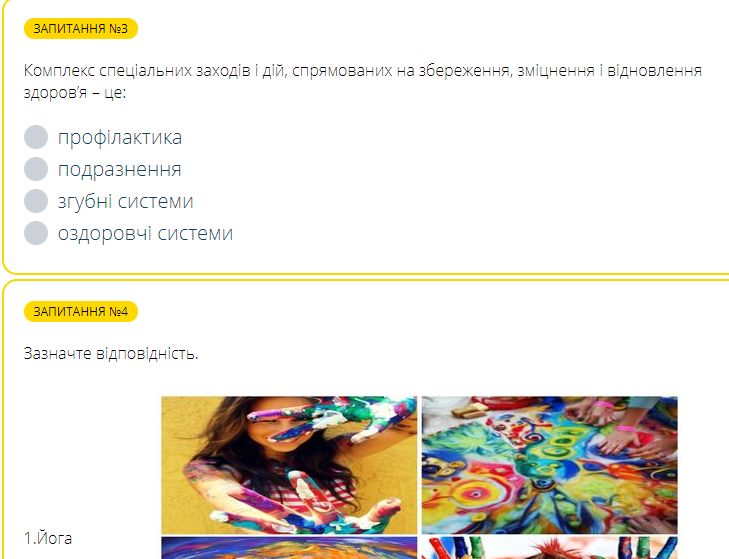 ЗАПИТАННЯ №3
Комплекс спеціальних заходів і дій, спрямованих на збереження, зміцнення і відновлення
здоров’я – це:
профілактика
подразнення
згубні системи
оздоровчі системи
ЗАПИТАННЯ №4
Зазначте відповідність.
1.Йога